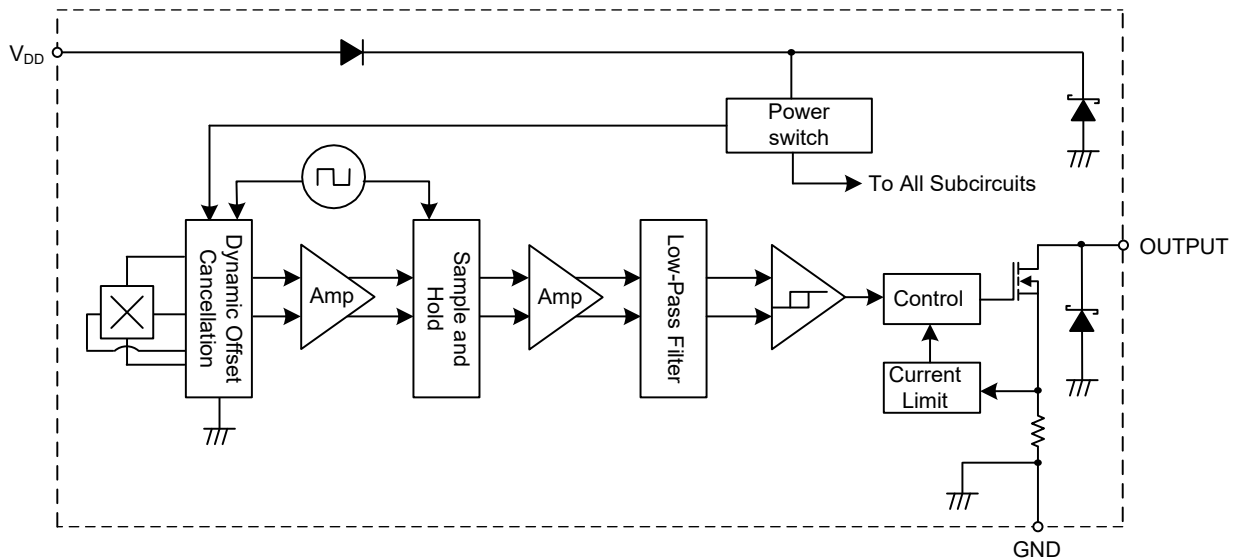 VDD
Power
switch
To All Subcircuits
Dynamic Offset
Cancellation
Amp
Sample and
Hold
Amp
Low-Pass Filter
Control
Current
Limit
OUTPUT
GND